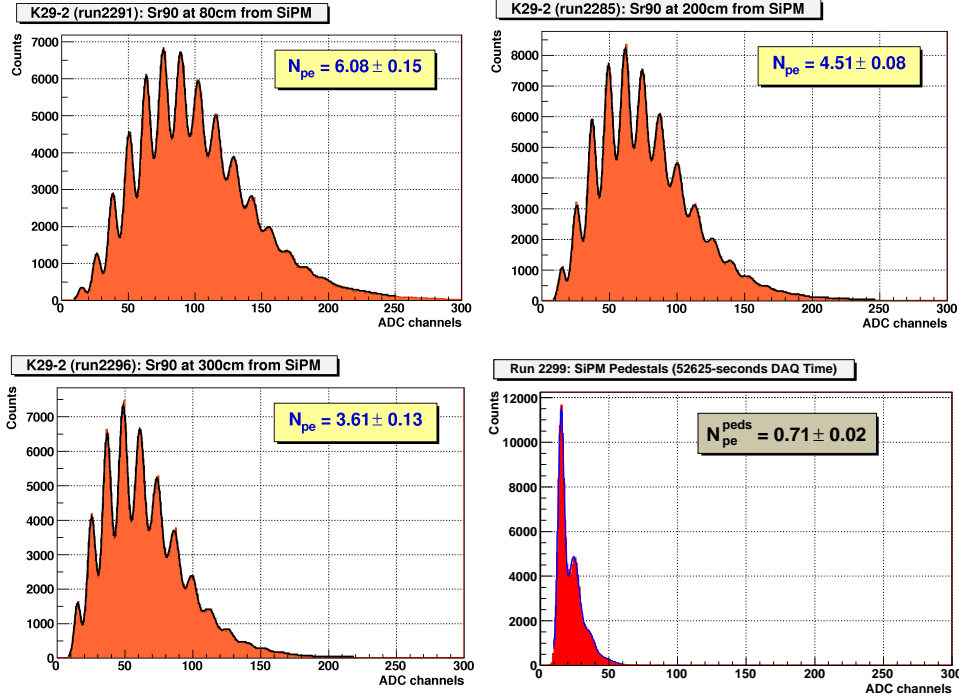 K29-2 (run2291): Sr90 at 80cm from SiPM
Counts
7000
6000
5000
4000
3000
2000
1000
0
N_pe = 6.08 ± 0.15
0 50 100 150 200 250 300
ADC channels
K29-2 (run2285): Sr90 at 200cm from SiPM
Counts
8000
7000
6000
5000
4000
3000
2000
1000
0
N_pe = 4.51 ± 0.08
0 50 100 150 200 250 300
ADC channels
K29-2 (run2296): Sr90 at 300cm from SiPM
Counts
7000
6000
5000
4000
3000
2000
1000
0
N_pe = 3.61 ± 0.13
0 50 100 150 200 250 300
ADC channels
Run 2299: SiPM Pedestals (52625-seconds DAQ Time)
Counts
12000
10000
8000
6000
4000
2000
0
N_pe^peds = 0.71 ± 0.02
0 50 100 150 200 250 300
ADC channels